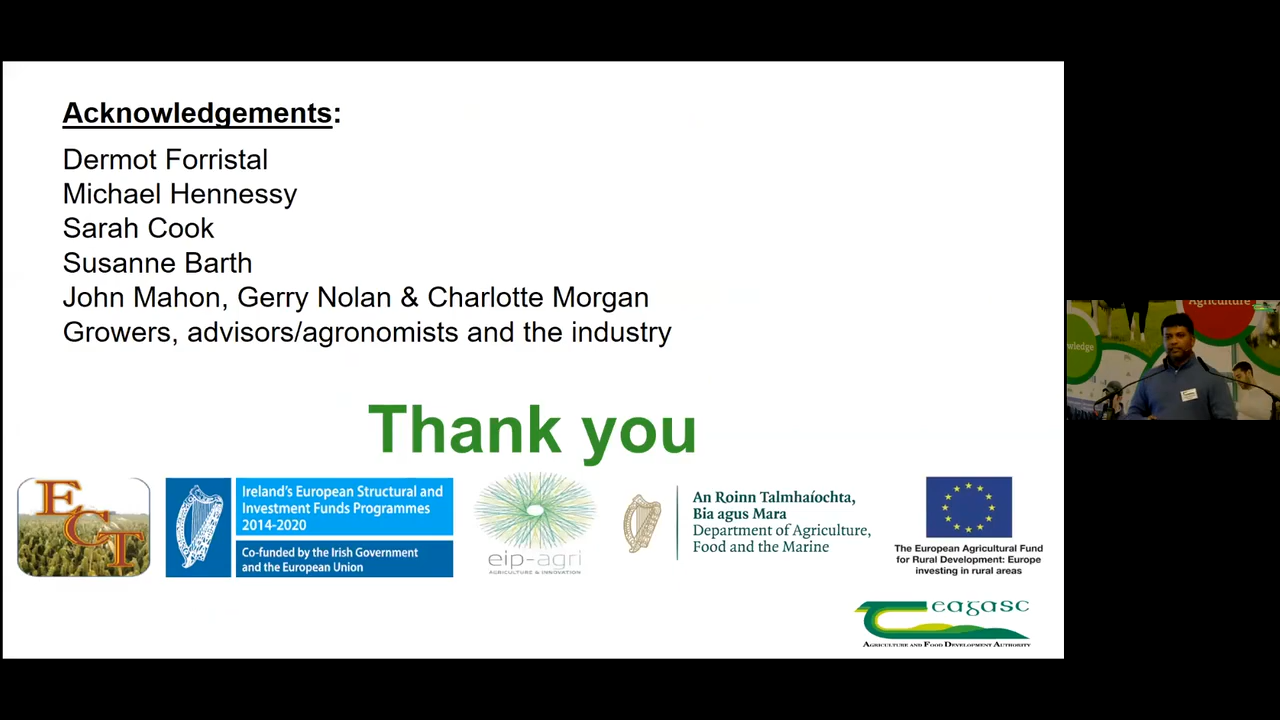 Acknowledgements:
Dermot Forristal
Michael Hennessy
Sarah Cook
Susanne Barth
John Mahon, Gerry Nolan & Charlotte Morgan
Growers, advisors/agronomists and the industry
Thank you
ECT
Ireland's European Structural and
Investment Funds Programmes
2014-2020
Co-funded by the Irish Government
and the European Union
eip-agri
AGRICULTURE & INNOVATION
An Roinn Talmhaíochta,
Bia agus Mara
Department of Agriculture,
Food and the Marine
The European Agricultural Fund
for Rural Development: Europe
investing in rural areas
teagasc
AGRICULTURE AND FOOD DEVELOPMENT AUTHORITY
Agriculture
wledge